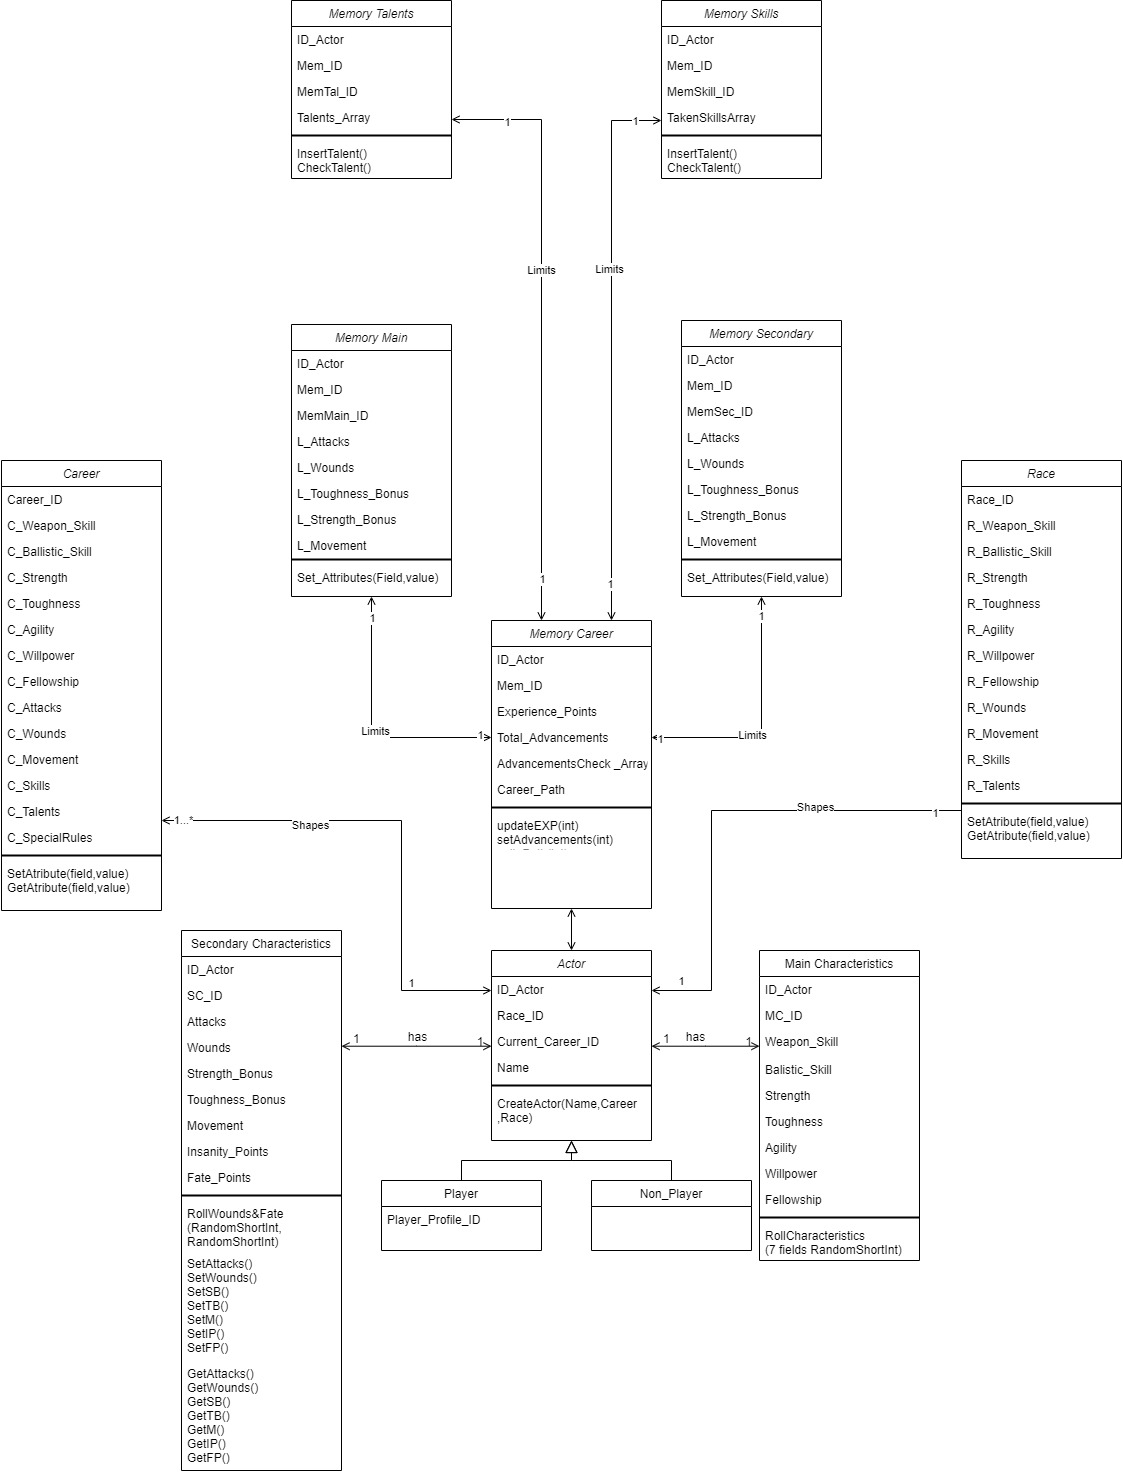 Memory Talents
ID_Actor
Mem_ID
MemTal_ID
Talents_Array
InsertTalent()
CheckTalent()
Memory Skills
ID_Actor
Mem_ID
MemSkill_ID
TakenSkillsArray
InsertTalent()
CheckTalent()
1
1
Limits
Limits
1
1
Memory Main
ID_Actor
Mem_ID
MemMain_ID
L_Attacks
L_Wounds
L_Toughness_Bonus
L_Strength_Bonus
L_Movement
Set_Attributes(Field,value)
Memory Secondary
ID_Actor
Mem_ID
MemSec_ID
L_Attacks
L_Wounds
L_Toughness_Bonus
L_Strength_Bonus
L_Movement
Set_Attributes(Field,value)
Career
Career_ID
C_Weapon_Skill
C_Ballistic_Skill
C_Strength
C_Toughness
C_Agility
C_Willpower
C_Fellowship
C_Attacks
C_Wounds
C_Movement
C_Skills
C_Talents
C_SpecialRules
SetAtribute(field,value)
GetAtribute(field,value)
Race
Race_ID
R_Weapon_Skill
R_Ballistic_Skill
R_Strength
R_Toughness
R_Agility
R_Willpower
R_Fellowship
R_Wounds
R_Movement
R_Skills
R_Talents
SetAtribute(field,value)
GetAtribute(field,value)
1
Limits
1
1
Limits
1
Memory Career
ID_Actor
Mem_ID
Experience_Points
Total_Advancements
AdvancementsCheck _Array
Career_Path
updateEXP(int)
setAdvancements(int)
1...*
Shapes
1
Shapes
1
1
Secondary Characteristics
ID_Actor
SC_ID
Attacks
Wounds
Strength_Bonus
Toughness_Bonus
Movement
Insanity_Points
Fate_Points
RollWounds&Fate
(RandomShortInt,
RandomShortInt)
SetAttacks()
SetWounds()
SetSB()
SetTB()
SetM()
SetIP()
SetFP()
GetAttacks()
GetWounds()
GetSB()
GetTB()
GetM()
GetIP()
GetFP()
1
has
1
Actor
ID_Actor
Race_ID
Current_Career_ID
Name
CreateActor(Name,Career
,Race)
1
has
1
Main Characteristics
ID_Actor
MC_ID
Weapon_Skill
Balistic_Skill
Strength
Toughness
Agility
Willpower
Fellowship
RollCharacteristics
(7 fields RandomShortInt)
Player
Player_Profile_ID
Non_Player